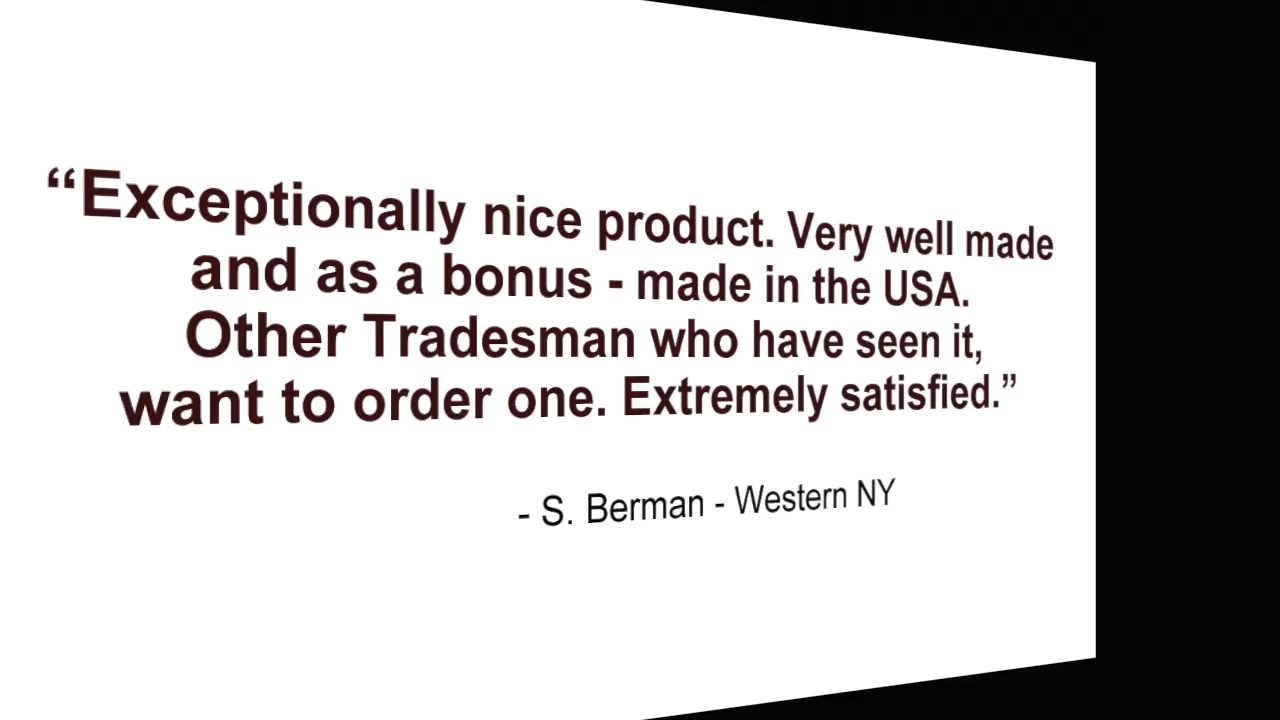 “Exceptionally nice product. Very well made
and as a bonus - made in the USA.
Other Tradesman who have seen it,
want to order one. Extremely satisfied.”
- S. Berman - Western NY